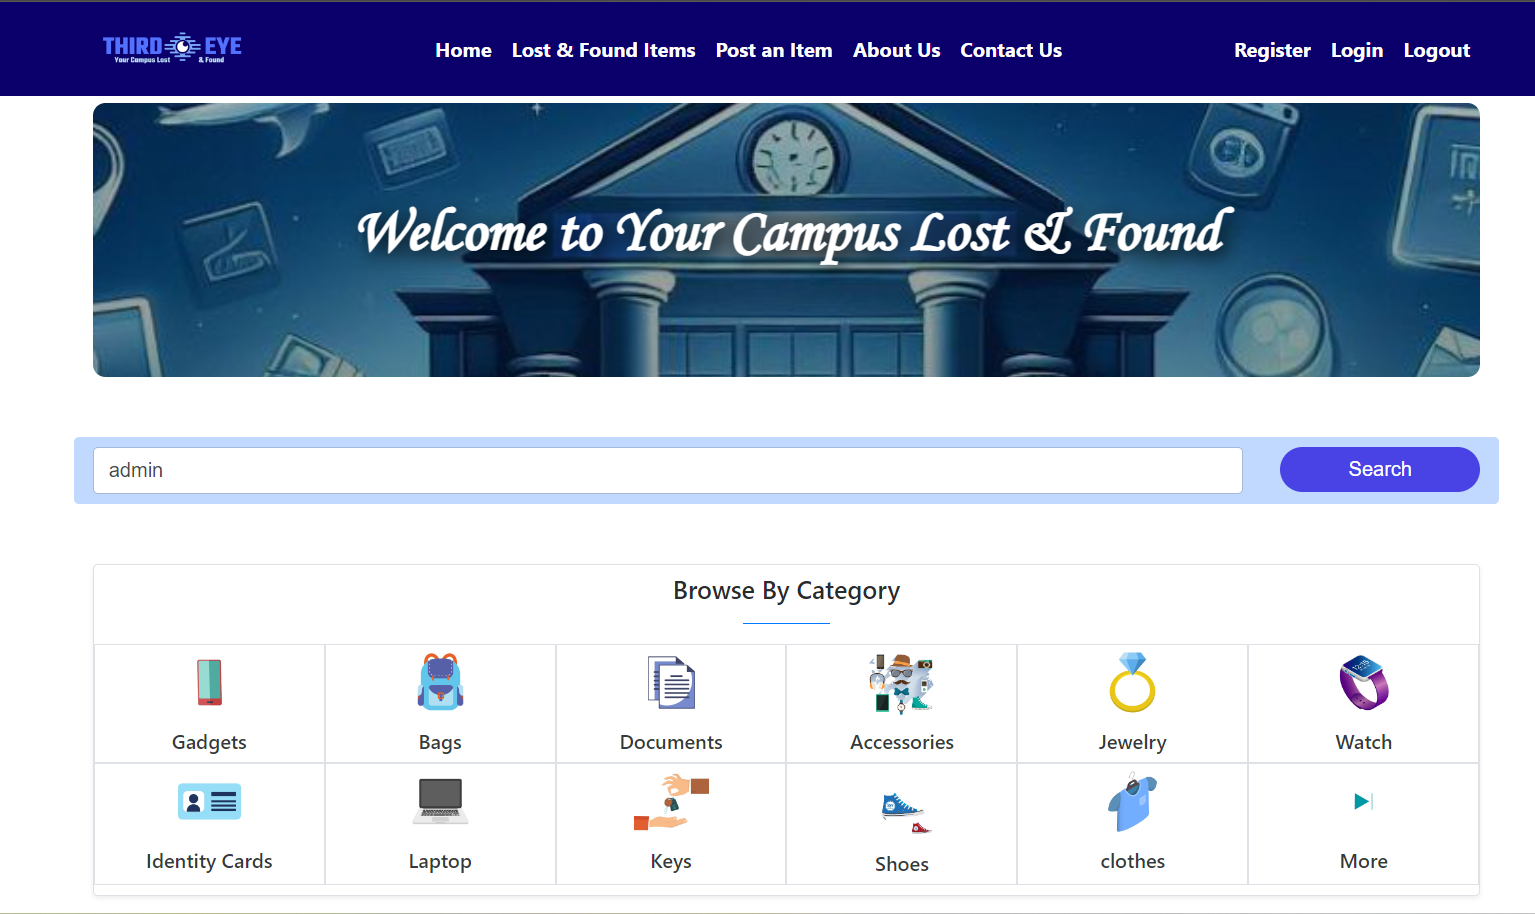 THIRD EYE
Your Campus Lost & Found
Home Lost & Found Items Post an Item About Us Contact Us
Register Login Logout
Welcome to Your Campus Lost & Found
admin
Search
Browse By Category
Gadgets Bags Documents Accessories Jewelry Watch
Identity Cards Laptop Keys Shoes clothes More